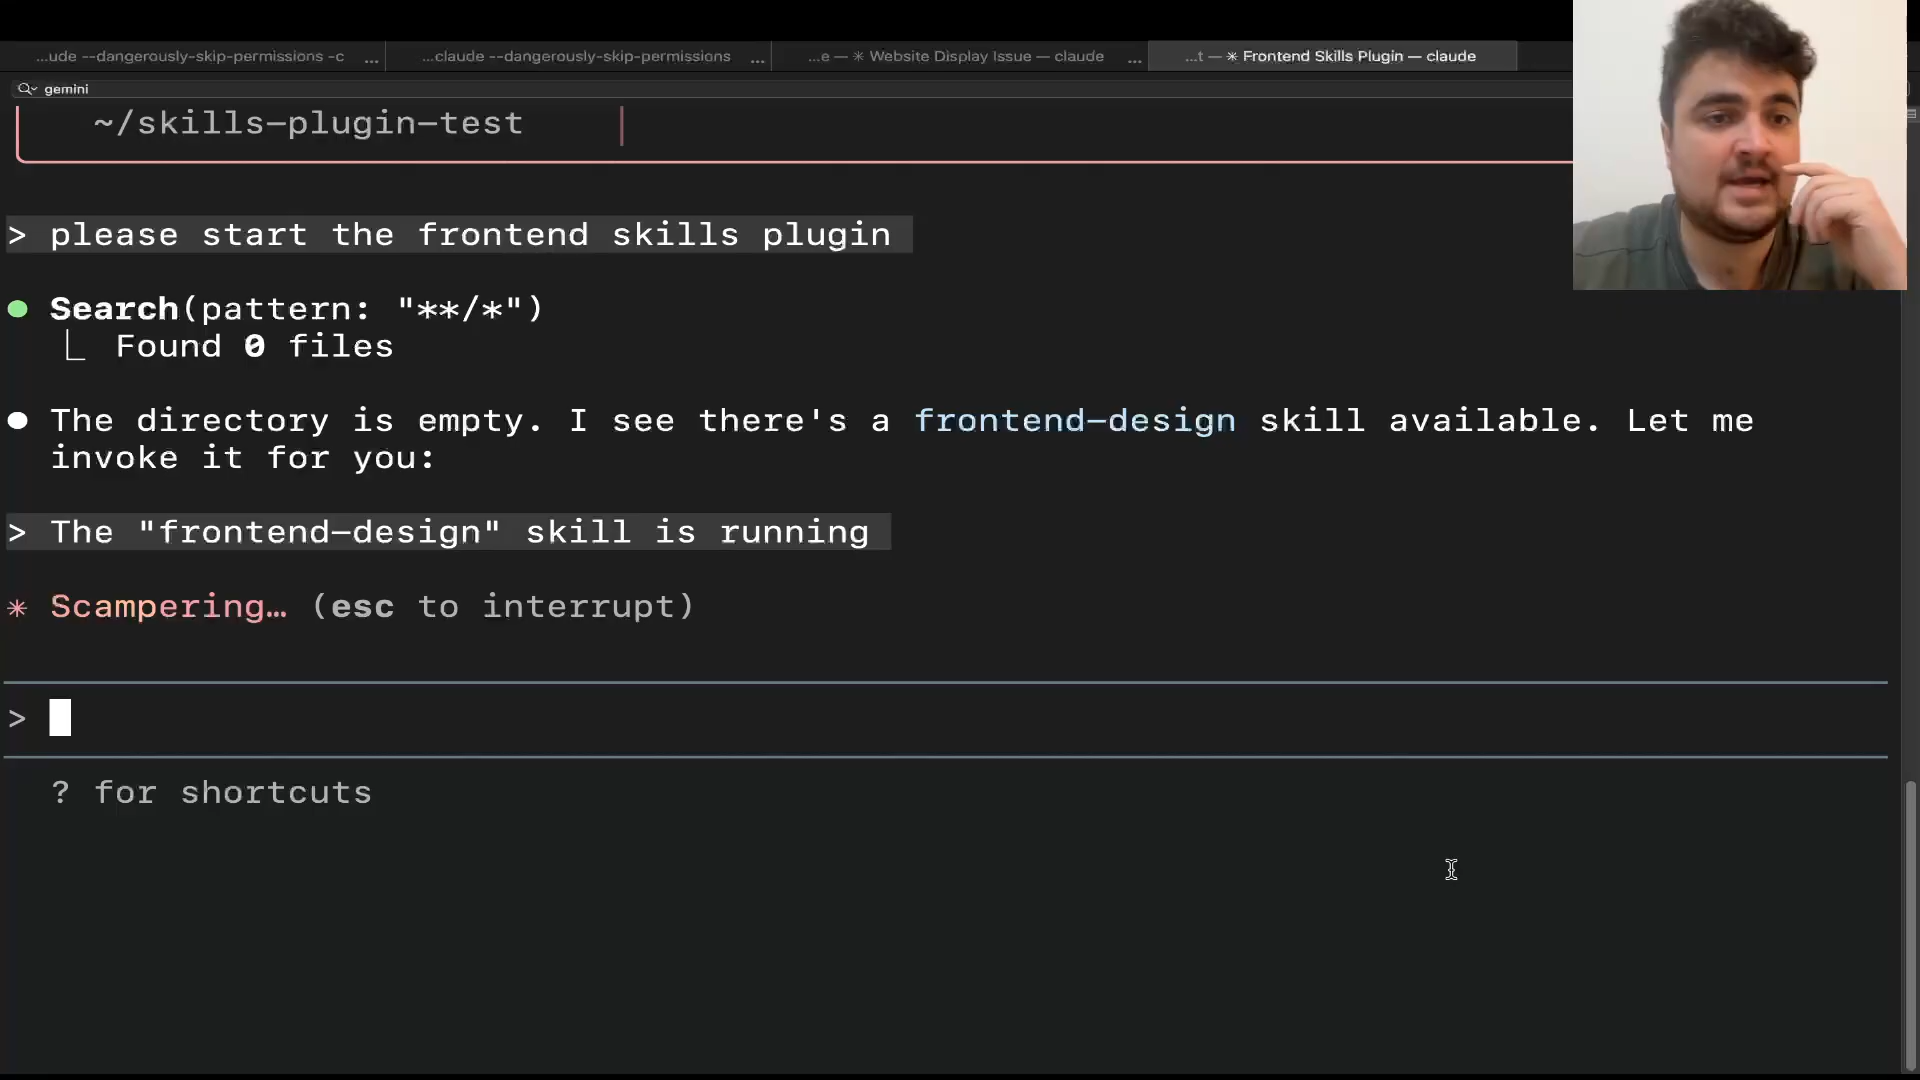 ...ude --dangerously-skip-permissions -c ...
...claude --dangerously-skip-permissions ...
...e — ✳ Website Display Issue — claude ...
...t — ✳ Frontend Skills Plugin — claude
gemini
~/skills-plugin-test
> please start the frontend skills plugin
● Search(pattern: "**/*")
⎿ Found 0 files
● The directory is empty. I see there's a frontend-design skill available. Let me
invoke it for you:
> The "frontend-design" skill is running
✳ Scampering… (esc to interrupt)
>
? for shortcuts